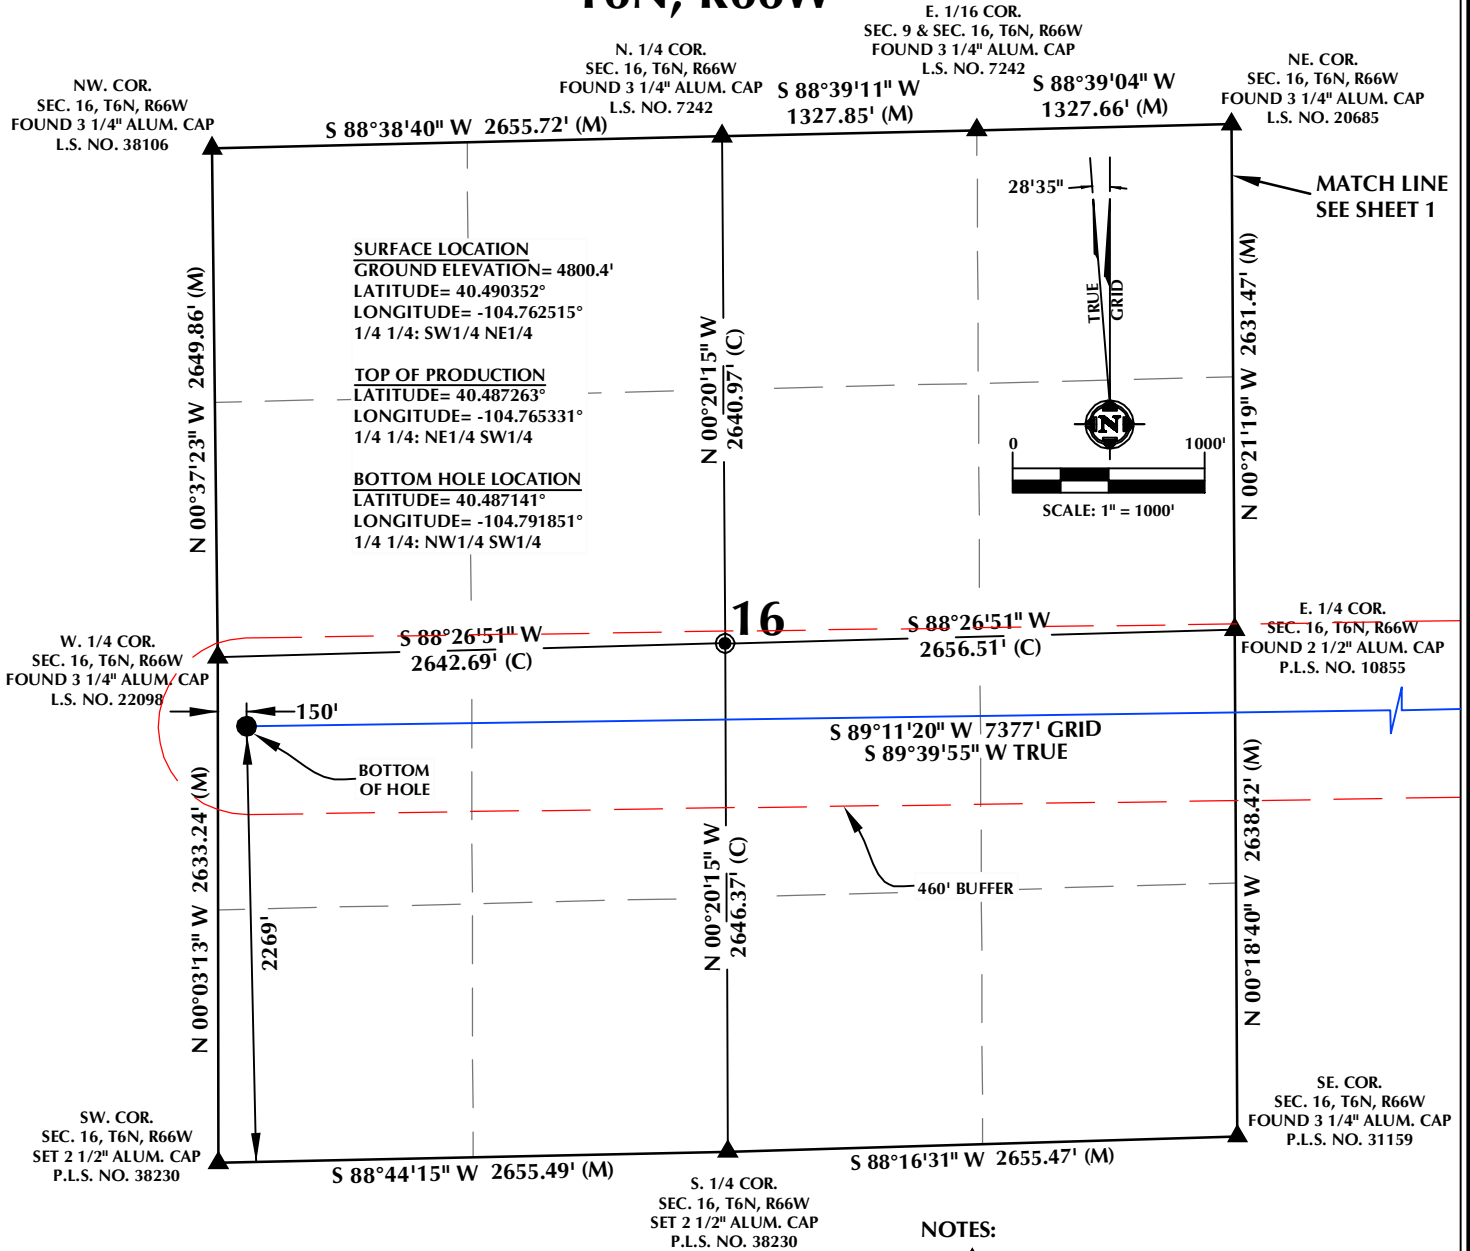 T6N, R66W
E. 1/16 COR.
SEC. 9 & SEC. 16, T6N, R66W
FOUND 3 1/4" ALUM. CAP
L.S. NO. 7242
N. 1/4 COR.
SEC. 16, T6N, R66W
FOUND 3 1/4" ALUM. CAP
L.S. NO. 7242
NW. COR.
SEC. 16, T6N, R66W
FOUND 3 1/4" ALUM. CAP
L.S. NO. 38106
NE. COR.
SEC. 16, T6N, R66W
FOUND 3 1/4" ALUM. CAP
L.S. NO. 20685
S 88°38'40" W 2655.72' (M)
S 88°39'11" W
1327.85' (M)
S 88°39'04" W
1327.66' (M)
MATCH LINE
SEE SHEET 1
28'35"
TRUE
GRID
N
0 1000'
SCALE: 1" = 1000'
SURFACE LOCATION
GROUND ELEVATION= 4800.4'
LATITUDE= 40.490352°
LONGITUDE= -104.762515°
1/4 1/4: SW1/4 NE1/4
TOP OF PRODUCTION
LATITUDE= 40.487263°
LONGITUDE= -104.765331°
1/4 1/4: NE1/4 SW1/4
BOTTOM HOLE LOCATION
LATITUDE= 40.487141°
LONGITUDE= -104.791851°
1/4 1/4: NW1/4 SW1/4
N 00°37'23" W 2649.86' (M)
N 00°20'15" W
2640.97' (C)
N 00°21'19" W 2631.47' (M)
W. 1/4 COR.
SEC. 16, T6N, R66W
FOUND 3 1/4" ALUM. CAP
L.S. NO. 22098
S 88°26'51" W
2642.69' (C)
16
S 88°26'51" W
2656.51' (C)
E. 1/4 COR.
SEC. 16, T6N, R66W
FOUND 2 1/2" ALUM. CAP
P.L.S. NO. 10855
150'
S 89°11'20" W 7377' GRID
S 89°39'55" W TRUE
BOTTOM
OF HOLE
460' BUFFER
N 00°03'13" W 2633.24' (M)
2269'
N 00°20'15" W
2646.37' (C)
N 00°18'40" W 2638.42' (M)
SW. COR.
SEC. 16, T6N, R66W
SET 2 1/2" ALUM. CAP
P.L.S. NO. 38230
S 88°44'15" W 2655.49' (M)
S. 1/4 COR.
SEC. 16, T6N, R66W
SET 2 1/2" ALUM. CAP
P.L.S. NO. 38230
S 88°16'31" W 2655.47' (M)
SE. COR.
SEC. 16, T6N, R66W
FOUND 3 1/4" ALUM. CAP
P.L.S. NO. 31159
NOTES: